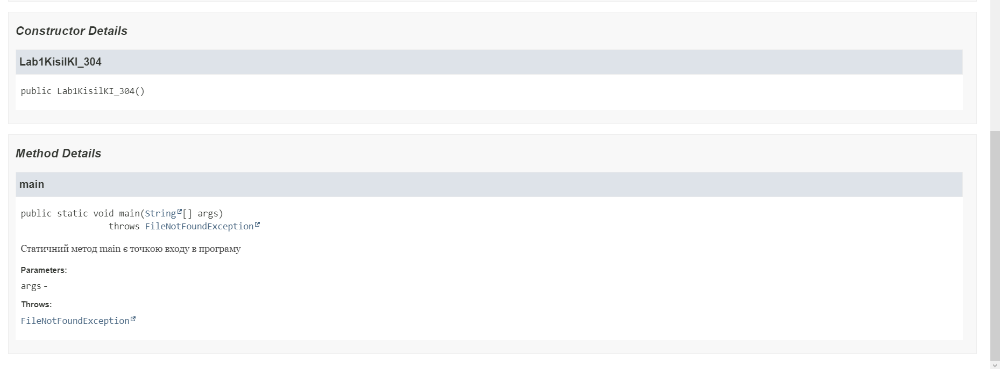 Constructor Details
Lab1KisilKI_304
public Lab1KisilKI_304()
Method Details
main
public static void main(String[] args)
throws FileNotFoundException
Статичний метод main є точкою входу в програму
Parameters:
args -
Throws:
FileNotFoundException